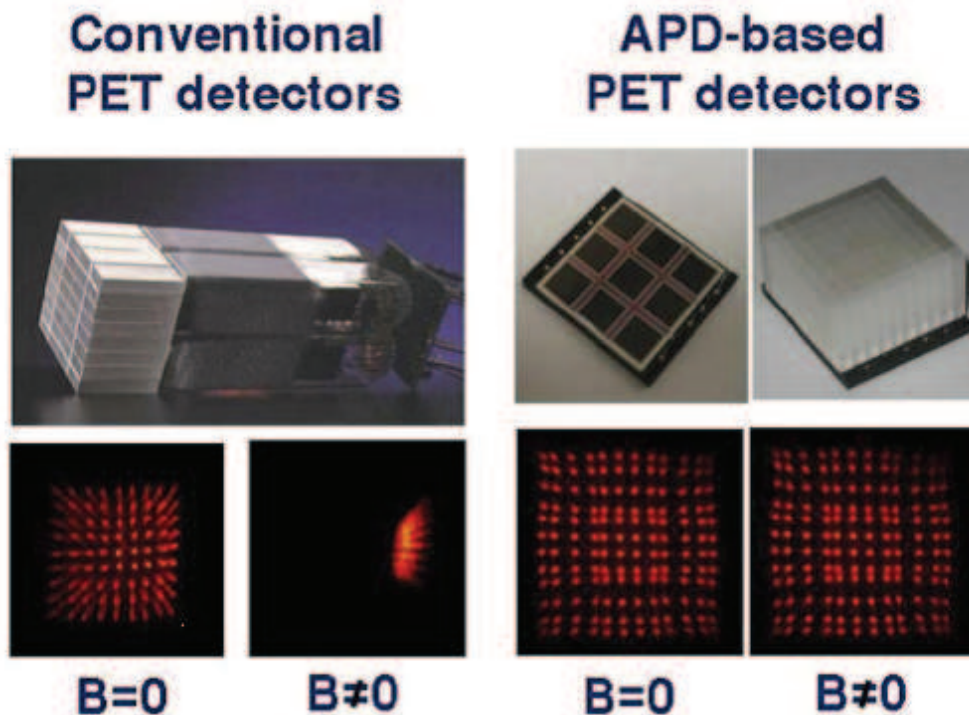 Conventional
PET detectors
APD-based
PET detectors
B=0
B≠0
B=0
B≠0